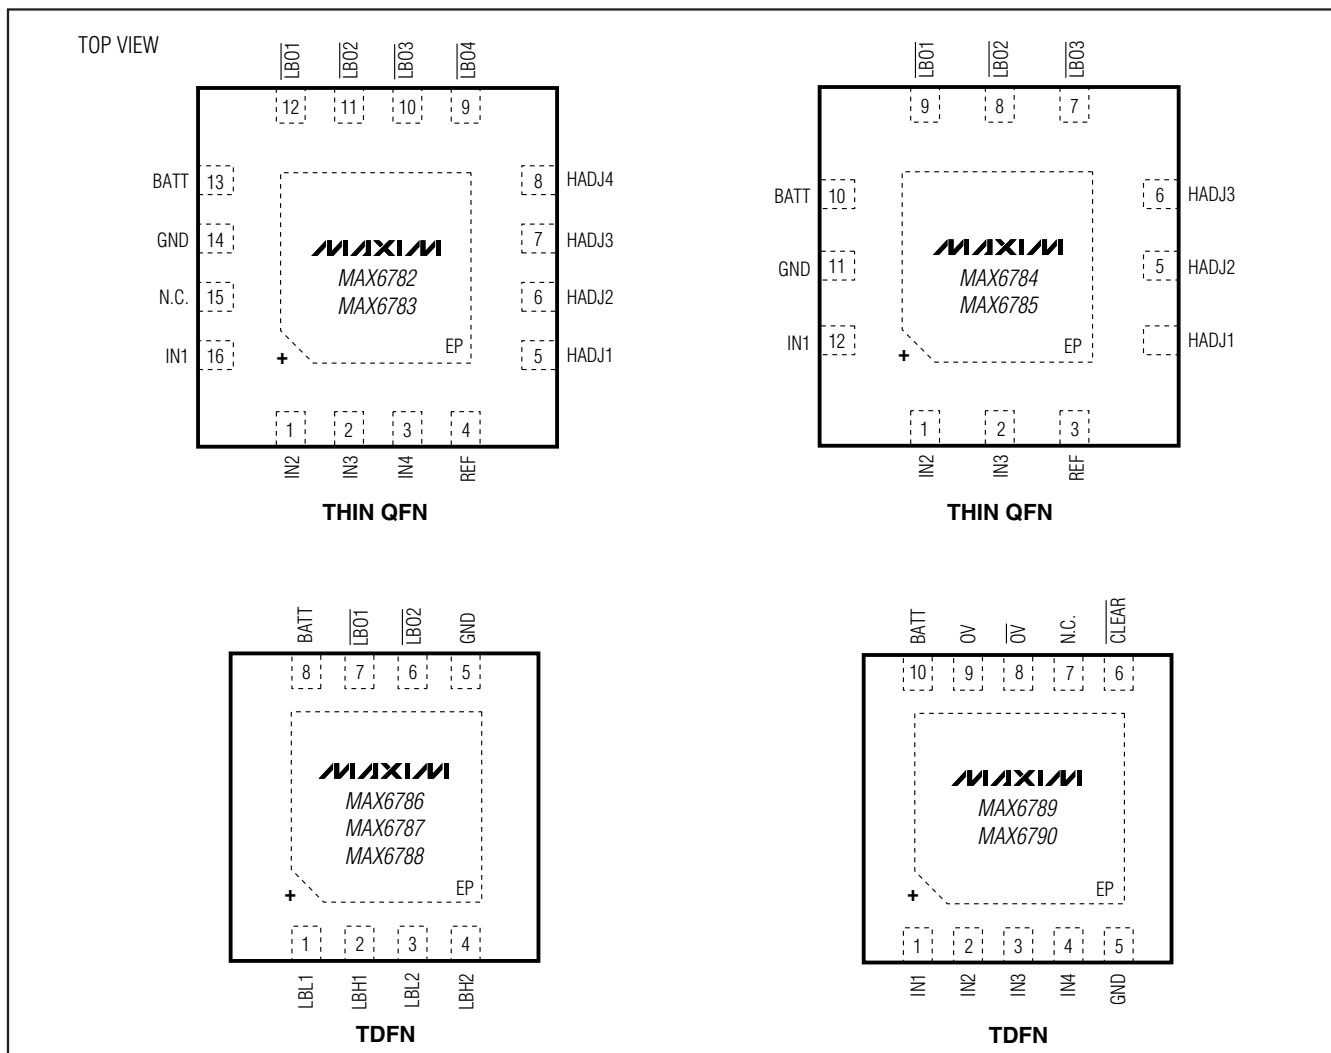 TOP VIEW
LBO1
LBO2
LBO3
LBO4
12
11
10
9
BATT 13
8 HADJ4
GND 14
7 HADJ3
N.C. 15
6 HADJ2
IN1 16
5 HADJ1
MAXIM
MAX6782
MAX6783
EP
+
1
2
3
4
IN2
IN3
IN4
REF
THIN QFN
LBO1
LBO2
LBO3
9
8
7
BATT 10
6 HADJ3
GND 11
5 HADJ2
IN1 12
HADJ1
MAXIM
MAX6784
MAX6785
EP
+
1
2
3
IN2
IN3
REF
THIN QFN
BATT
LBO1
LBO2
GND
8
7
6
5
MAXIM
MAX6786
MAX6787
MAX6788
EP
+
1
2
3
4
LBL1
LBH1
LBL2
LBH2
TDFN
BATT
OV
OV
N.C.
CLEAR
10
9
8
7
6
MAXIM
MAX6789
MAX6790
EP
+
1
2
3
4
5
IN1
IN2
IN3
IN4
GND
TDFN